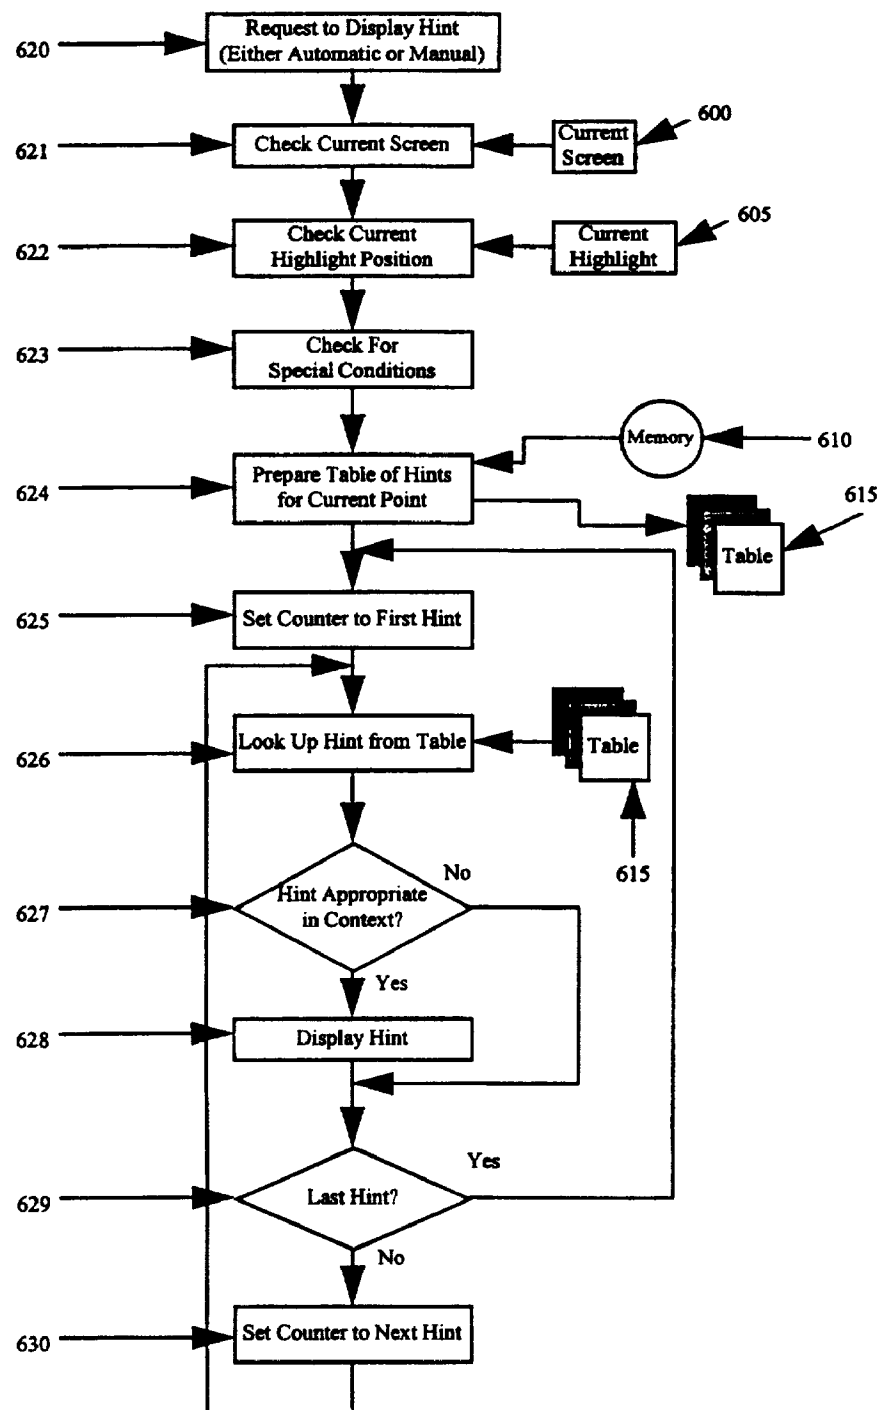 Request to Display Hint
(Either Automatic or Manual)
620
600
Check Current Screen
Current
Screen
621
605
Check Current
Highlight Position
Current
Highlight
622
Check For
Special Conditions
623
Memory
610
Prepare Table of Hints
for Current Point
624
615
Table
Set Counter to First Hint
625
Look Up Hint from Table
Table
626
615
No
Hint Appropriate
in Context?
627
Yes
Display Hint
628
Yes
Last Hint?
629
No
Set Counter to Next Hint
630